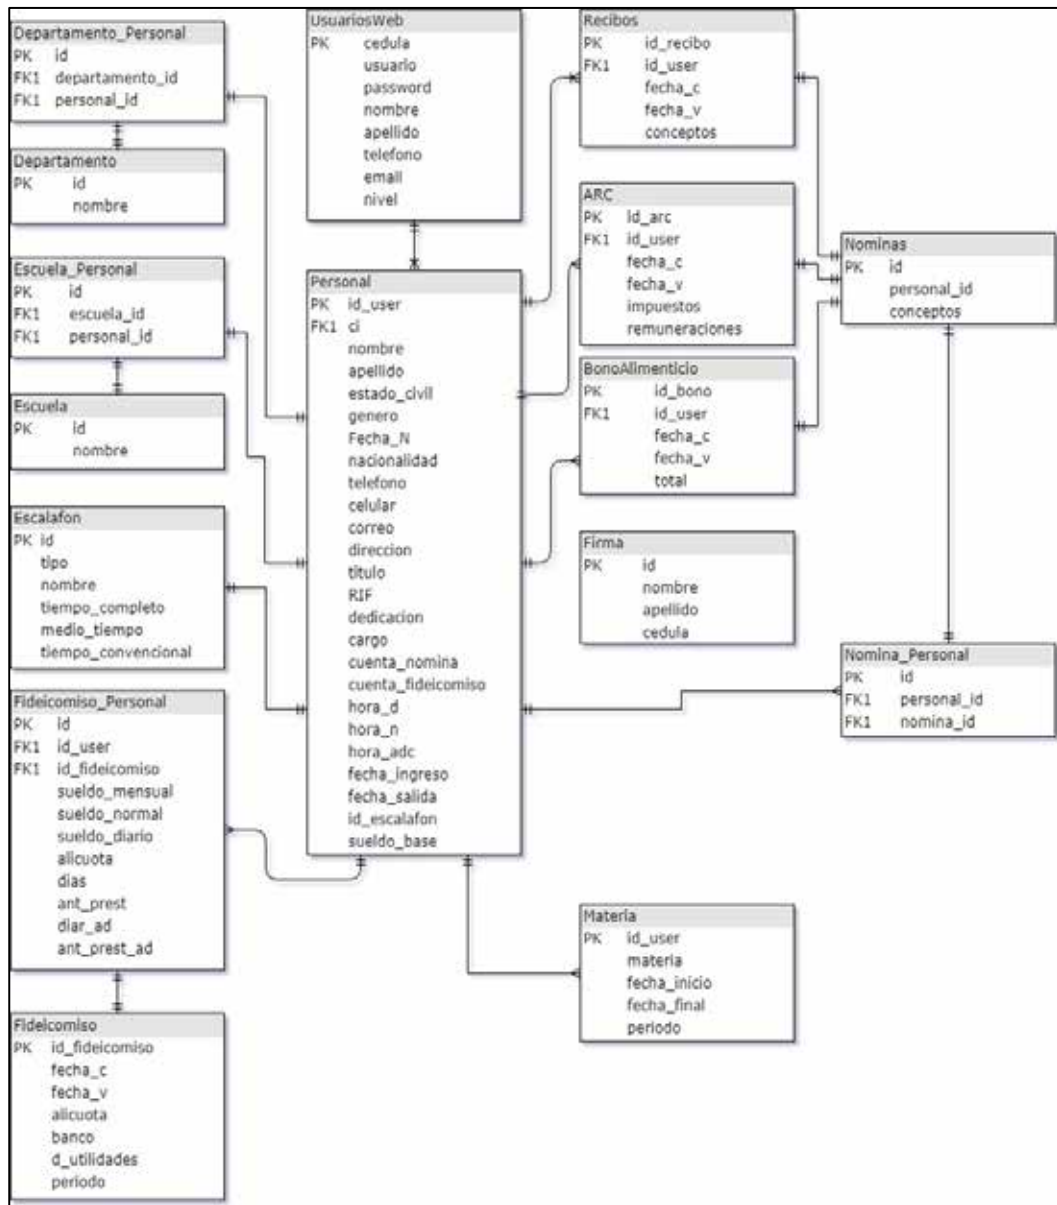 Departamento_Personal
PK id
FK1 departamento_id
FK1 personal_id
Departamento
PK id
nombre
Escuela_Personal
PK id
FK1 escuela_id
FK1 personal_id
Escuela
PK id
nombre
Escalafon
PK id
tipo
nombre
tiempo_completo
medio_tiempo
tiempo_convencional
Fideicomiso_Personal
PK id
FK1 id_user
FK1 id_fideicomiso
sueldo_mensual
sueldo_normal
sueldo_diario
alicuota
dias
ant_prest
diar_ad
ant_prest_ad
Fideicomiso
PK id_fideicomiso
fecha_c
fecha_v
alicuota
banco
d_utilidades
periodo
UsuariosWeb
PK cedula
usuario
password
nombre
apellido
telefono
email
nivel
Personal
PK id_user
FK1 ci
nombre
apellido
estado_civil
genero
Fecha_N
nacionalidad
telefono
celular
correo
direccion
titulo
RIF
dedicacion
cargo
cuenta_nomina
cuenta_fideicomiso
hora_d
hora_n
hora_adc
fecha_ingreso
fecha_salida
id_escalafon
sueldo_base
Recibos
PK id_recibo
FK1 id_user
fecha_c
fecha_v
conceptos
ARC
PK id_arc
FK1 id_user
fecha_c
fecha_v
impuestos
remuneraciones
BonoAlimenticio
PK id_bono
FK1 id_user
fecha_c
fecha_v
total
Firma
PK id
nombre
apellido
cedula
Materia
PK id_user
materia
fecha_inicio
fecha_final
periodo
Nominas
PK id
personal_id
conceptos
Nomina_Personal
PK id
FK1 personal_id
FK1 nomina_id